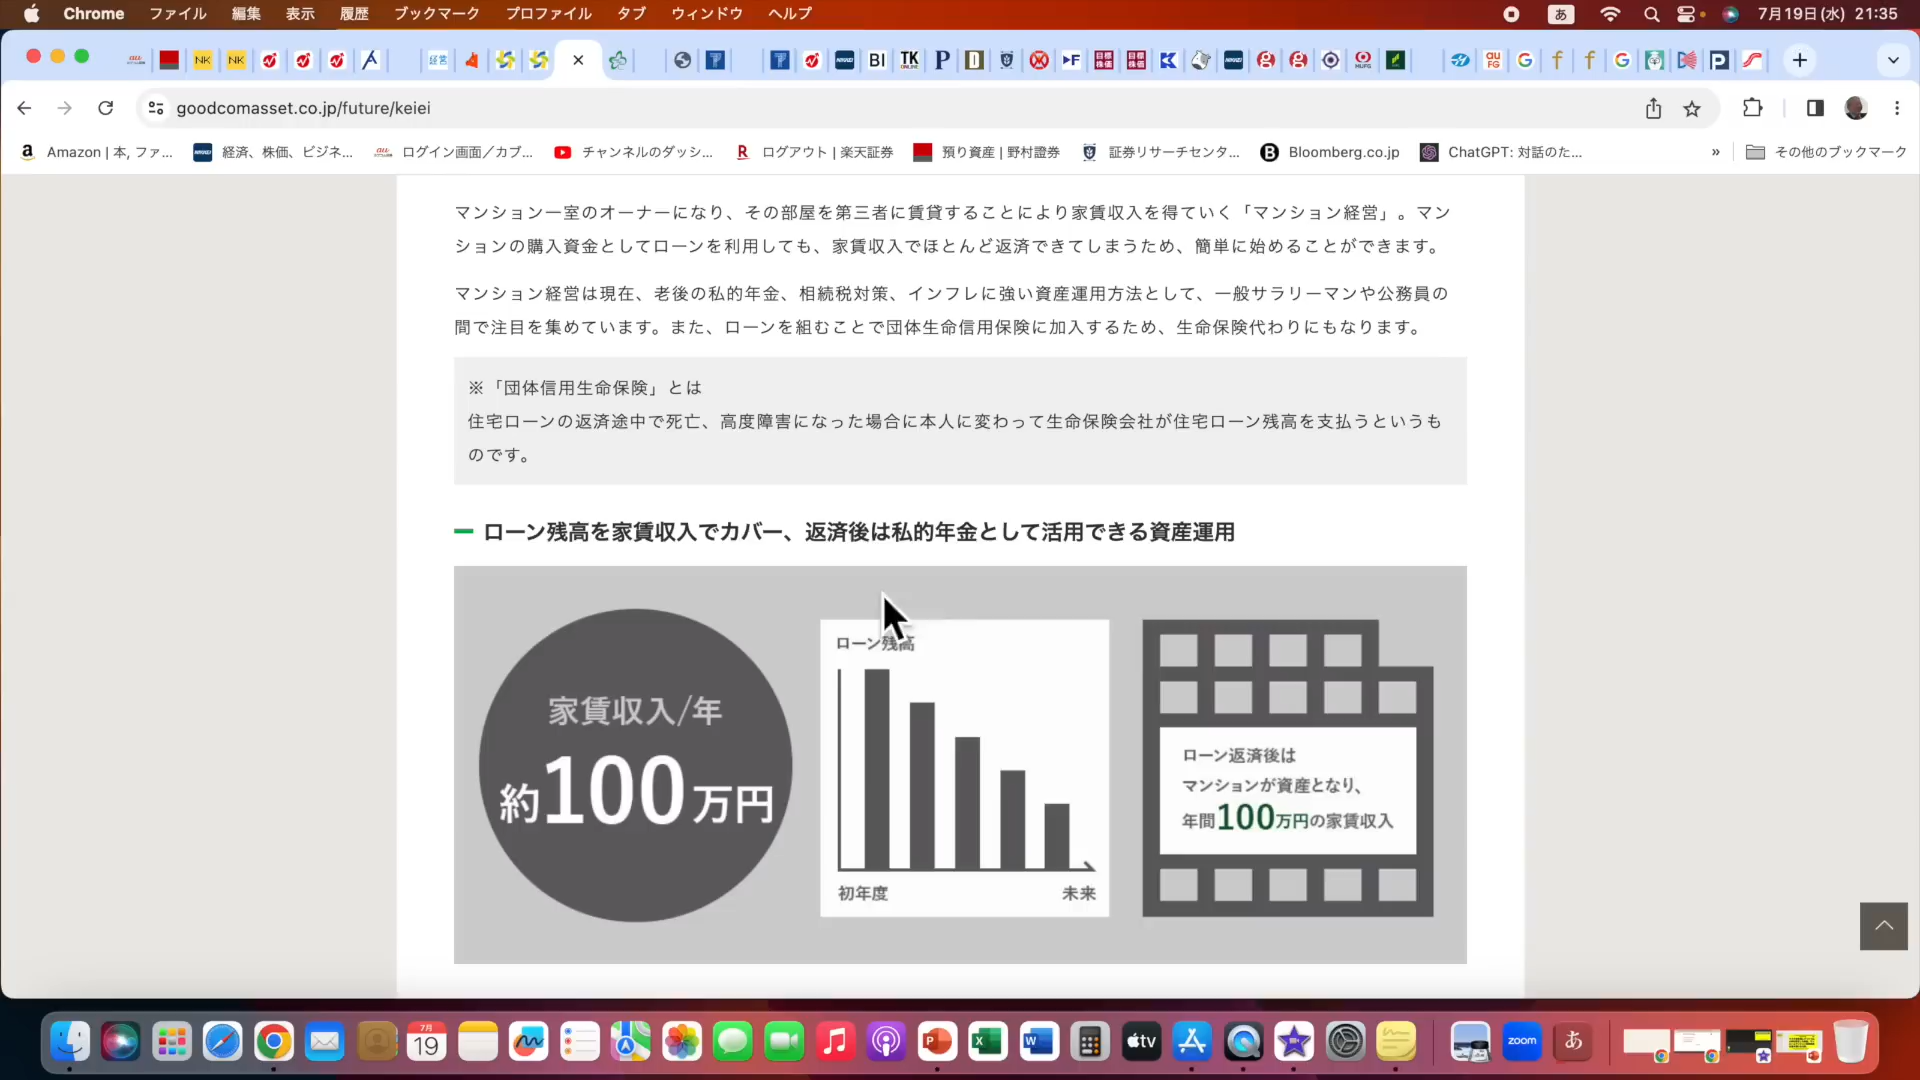 Chrome ファイル 編集 表示 履歴 ブックマーク プロファイル タブ ウィンドウ ヘルプ あ 7月19日(水) 21:35
goodcomasset.co.jp/future/keiei
Amazon | 本, ファ... 経済、株価、ビジネ... ログイン画面／カブ... チャンネルのダッシ... ログアウト | 楽天証券 預り資産 | 野村證券 証券リサーチセンタ... Bloomberg.co.jp ChatGPT: 対話のた... » その他のブックマーク
マンション一室のオーナーになり、その部屋を第三者に賃貸することにより家賃収入を得ていく「マンション経営」。マン
ションの購入資金としてローンを利用しても、家賃収入でほとんど返済できてしまうため、簡単に始めることができます。
マンション経営は現在、老後の私的年金、相続税対策、インフレに強い資産運用方法として、一般サラリーマンや公務員の
間で注目を集めています。また、ローンを組むことで団体生命信用保険に加入するため、生命保険代わりにもなります。
※「団体信用生命保険」とは
住宅ローンの返済途中で死亡、高度障害になった場合に本人に変わって生命保険会社が住宅ローン残高を支払うというも
のです。
ローン残高を家賃収入でカバー、返済後は私的年金として活用できる資産運用
家賃収入/年
約100万円
ローン残高
初年度 未来
ローン返済後は
マンションが資産となり、
年間100万円の家賃収入
7月
19
tv
zoom
あ